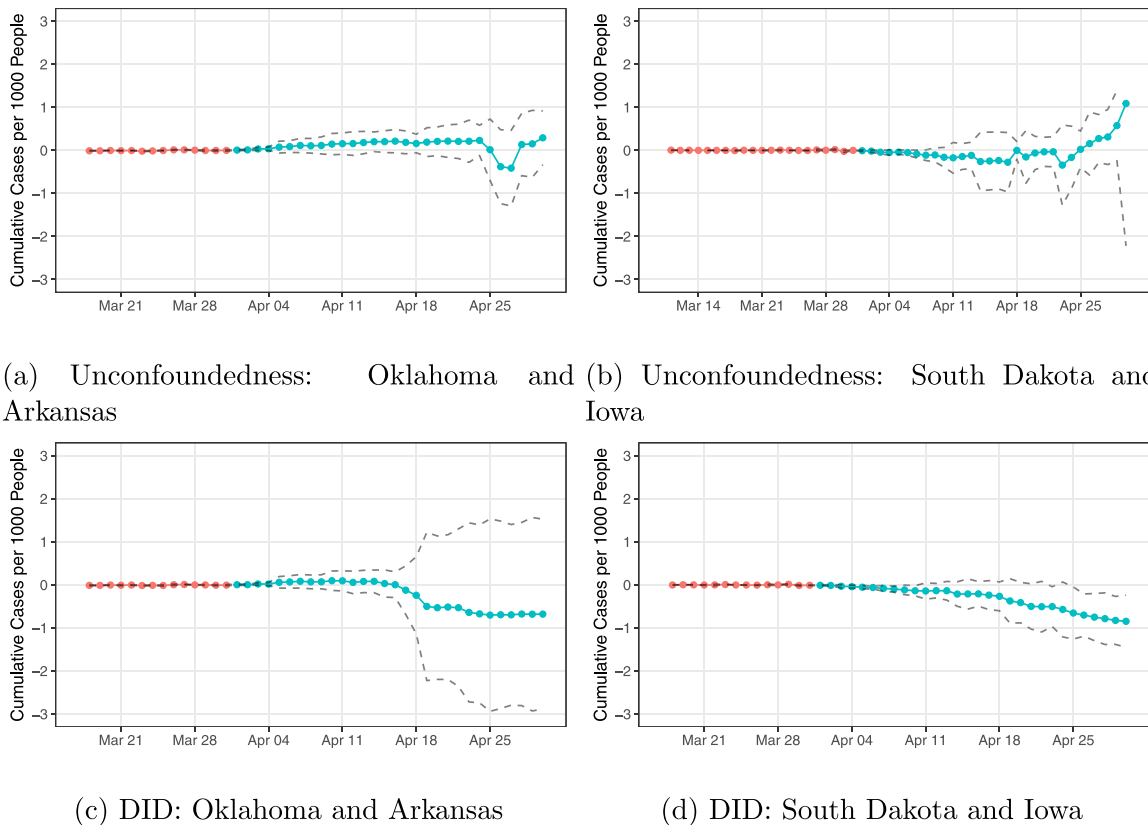 Cumulative Cases per 1000 People
3
2
1
0
−1
−2
−3
Mar 21 Mar 28 Apr 04 Apr 11 Apr 18 Apr 25
Cumulative Cases per 1000 People
3
2
1
0
−1
−2
−3
Mar 14 Mar 21 Mar 28 Apr 04 Apr 11 Apr 18 Apr 25
(a) Unconfoundedness: Oklahoma and
Arkansas
(b) Unconfoundedness: South Dakota and
Iowa
Cumulative Cases per 1000 People
3
2
1
0
−1
−2
−3
Mar 21 Mar 28 Apr 04 Apr 11 Apr 18 Apr 25
Cumulative Cases per 1000 People
3
2
1
0
−1
−2
−3
Mar 21 Mar 28 Apr 04 Apr 11 Apr 18 Apr 25
(c) DID: Oklahoma and Arkansas
(d) DID: South Dakota and Iowa